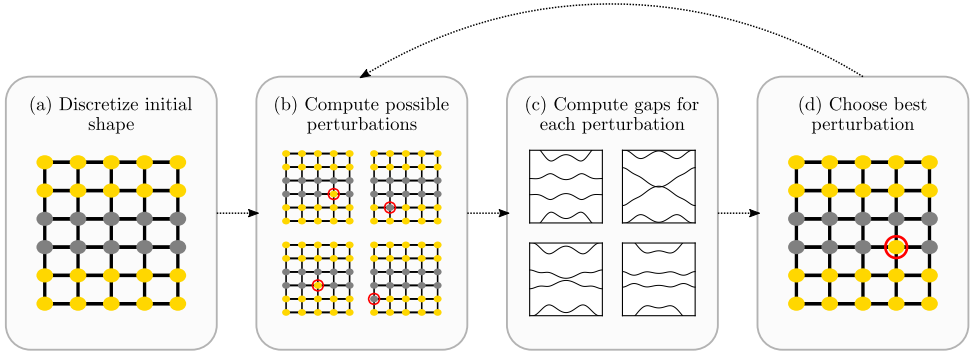 (a) Discretize initial
shape
(b) Compute possible
perturbations
(c) Compute gaps for
each perturbation
(d) Choose best
perturbation